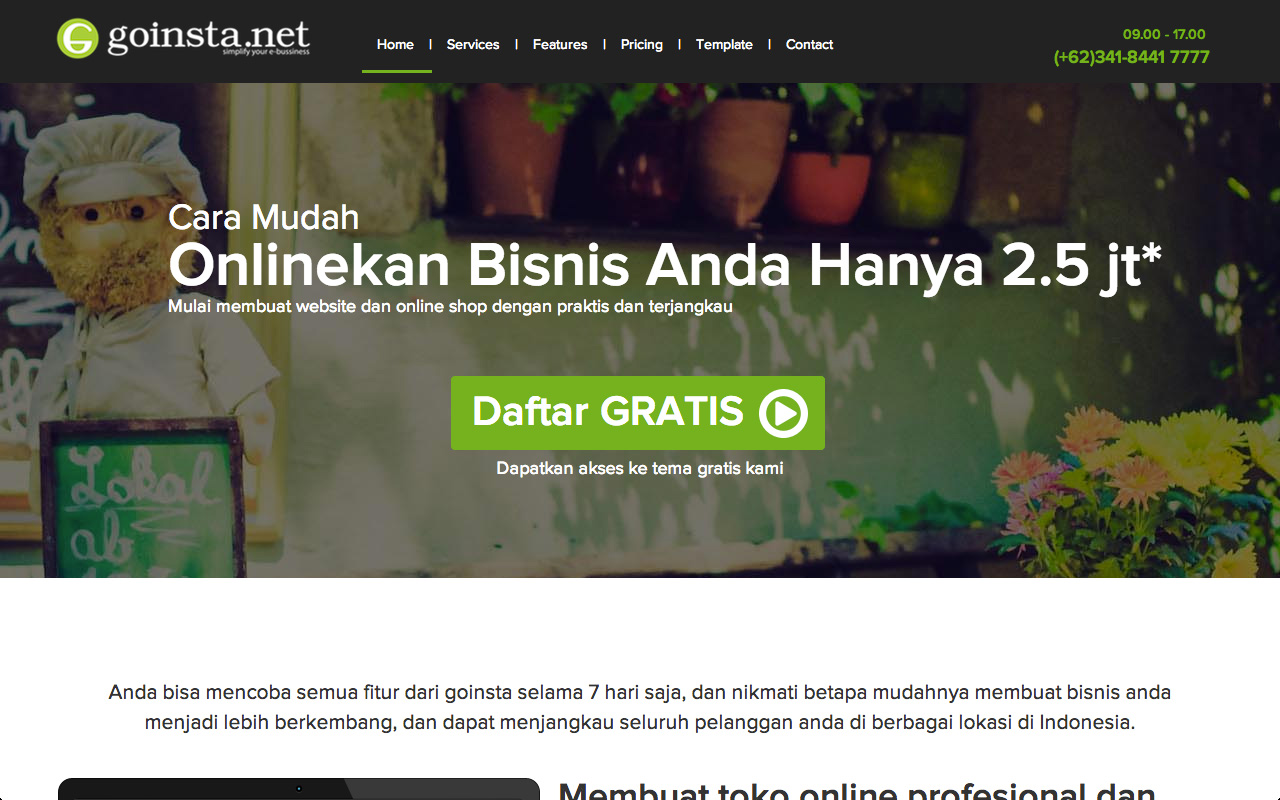 goinsta.net
simplify your e-bussiness
Home | Services | Features | Pricing | Template | Contact
09.00 - 17.00
(+62)341-8441 7777
Cara Mudah
Onlinekan Bisnis Anda Hanya 2.5 jt*
Mulai membuat website dan online shop dengan praktis dan terjangkau
Daftar GRATIS
Dapatkan akses ke tema gratis kami
Lokal
ab
Anda bisa mencoba semua fitur dari goinsta selama 7 hari saja, dan nikmati betapa mudahnya membuat bisnis anda
menjadi lebih berkembang, dan dapat menjangkau seluruh pelanggan anda di berbagai lokasi di Indonesia.
Membuat toko online profesional dan